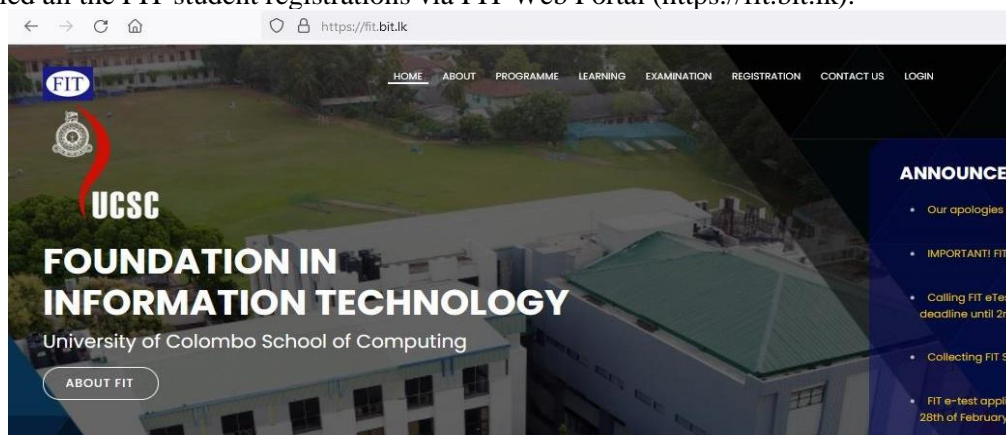 all the FIT student registrations via FIT Web Portal (https://fit.bit.lk).
https://fit.bit.lk
FIT
HOME ABOUT PROGRAMME LEARNING EXAMINATION REGISTRATION CONTACT US LOGIN
UCSC
ANNOUNCE
• Our apologies
• IMPORTANT! FIT
• Calling FIT eTes
deadline until 2n
• Collecting FIT S
• FIT e-test appli
28th of February
FOUNDATION IN
INFORMATION TECHNOLOGY
University of Colombo School of Computing
ABOUT FIT